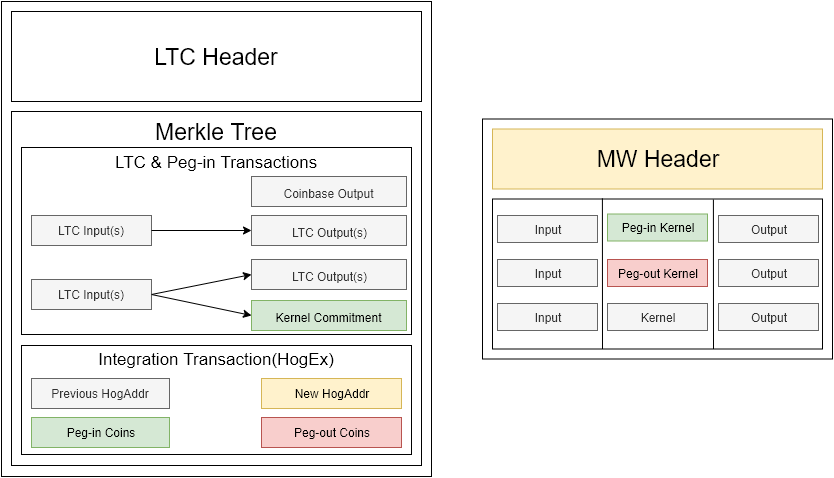 LTC Header
Merkle Tree
LTC & Peg-in Transactions
Coinbase Output
LTC Input(s)
LTC Output(s)
LTC Output(s)
LTC Input(s)
Kernel Commitment
Integration Transaction(HogEx)
Previous HogAddr
New HogAddr
Peg-in Coins
Peg-out Coins
MW Header
Input
Peg-in Kernel
Output
Input
Peg-out Kernel
Output
Input
Kernel
Output